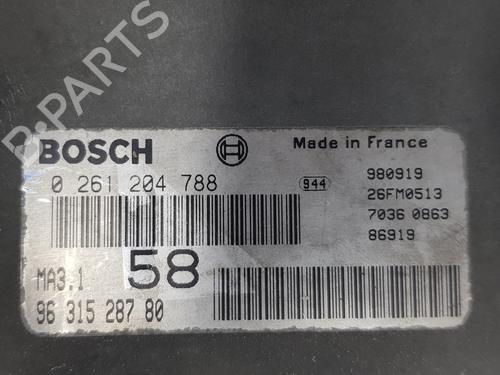 B-PARTS
BOSCH
Made in France
0 261 204 788
944
980919
26FM0513
7036 0863
86919
MA3.1
58
96 315 287 80